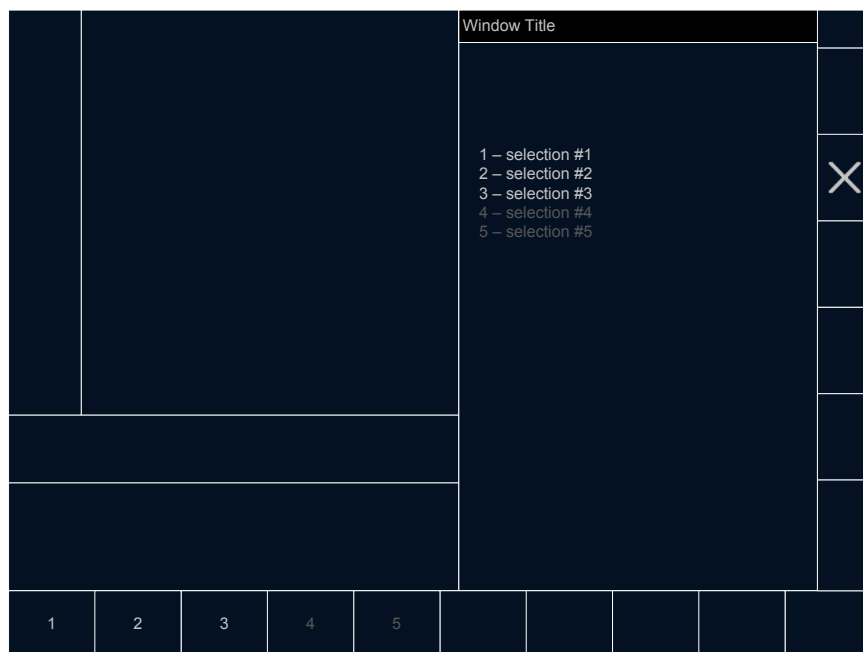 Window Title
1 – selection #1
2 – selection #2
3 – selection #3
4 – selection #4
5 – selection #5
1 2 3 4 5